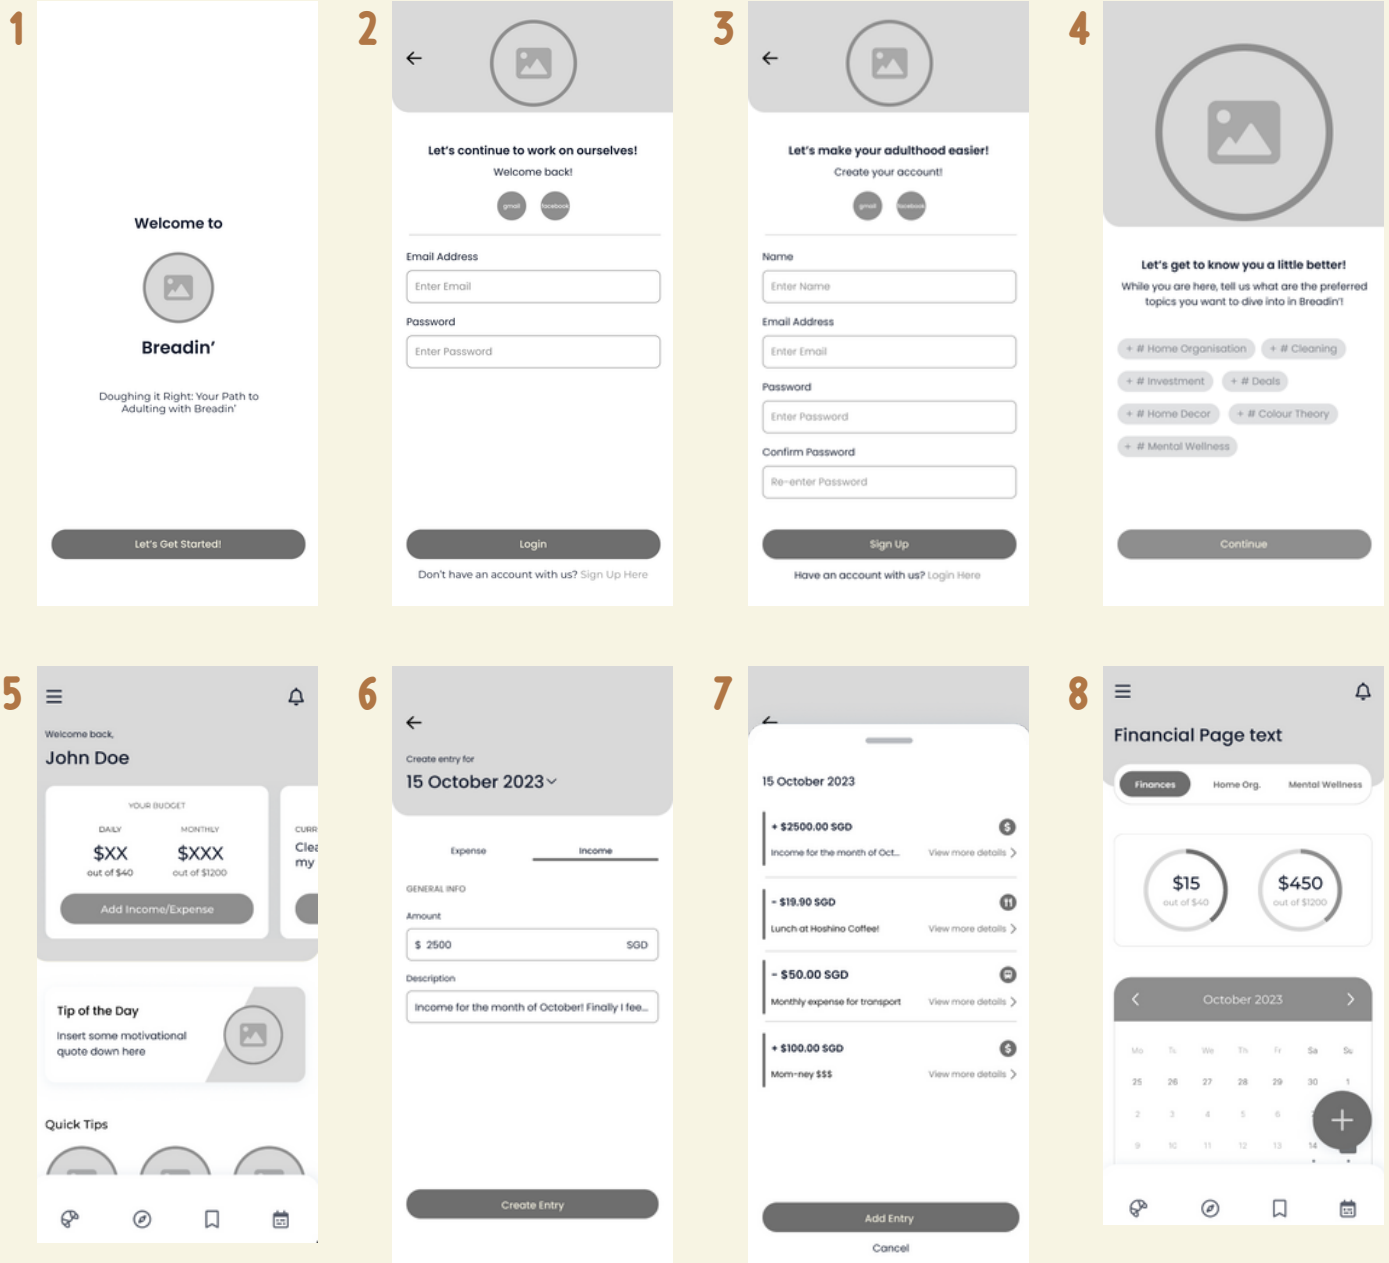 1
Welcome to
Breadin'
Doughing it Right: Your Path to
Adulting with Breadin'
Let's Get Started!
2
Let's continue to work on ourselves!
Welcome back!
gmail facebook
Email Address
Enter Email
Password
Enter Password
Login
Don't have an account with us? Sign Up Here
3
Let's make your adulthood easier!
Create your account!
gmail facebook
Name
Enter Name
Email Address
Enter Email
Password
Enter Password
Confirm Password
Re-enter Password
Sign Up
Have an account with us? Login Here
4
Let's get to know you a little better!
While you are here, tell us what are the preferred
topics you want to dive into in Breadin'!
+ # Home Organisation + # Cleaning
+ # Investment + # Deals
+ # Home Decor + # Colour Theory
+ # Mental Wellness
Continue
5
Welcome back,
John Doe
YOUR BUDGET
DAILY MONTHLY
$XX $XXX
out of $40 out of $1200
Add Income/Expense
CURR
Clea
my
Tip of the Day
Insert some motivational
quote down here
Quick Tips
6
Create entry for
15 October 2023
Expense Income
GENERAL INFO
Amount
$ 2500 SGD
Description
Income for the month of October! Finally I fee...
Create Entry
7
15 October 2023
+ $2500.00 SGD $
Income for the month of Oct... View more details >
- $19.90 SGD
Lunch at Hoshino Coffee! View more details >
- $50.00 SGD
Monthly expense for transport View more details >
+ $100.00 SGD $
Mom-ney $$$ View more details >
Add Entry
Cancel
8
Financial Page text
Finances Home Org. Mental Wellness
$15 $450
out of $40 out of $1200
< October 2023 >
Mo Tu We Th Fr Sa Su
25 26 27 28 29 30 1
2 3 4 5 6
+
9 10 11 12 13 14